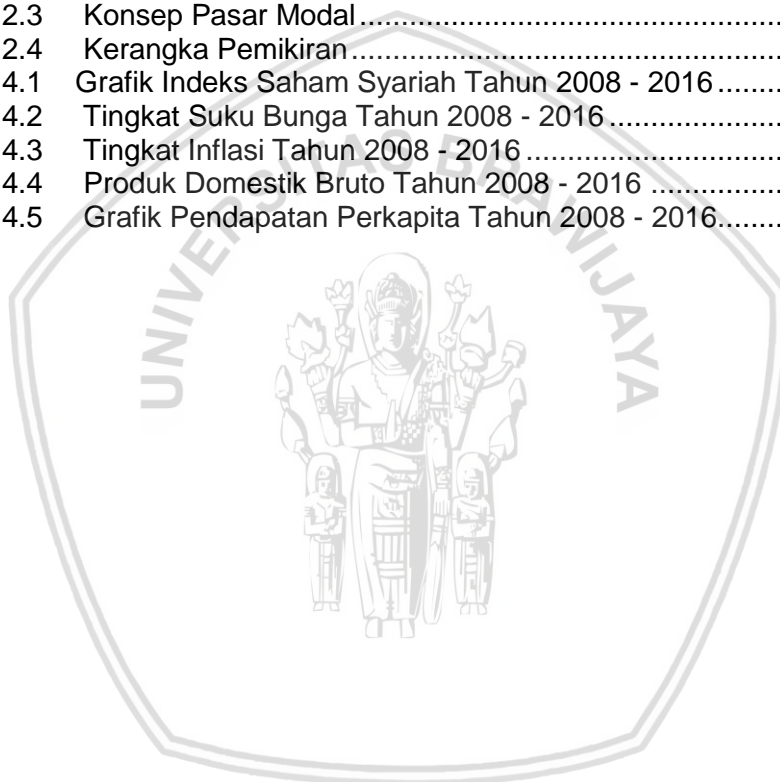 2.3 Konsep Pasar Modal.......................................................
2.4 Kerangka Pemikiran........................................................
4.1 Grafik Indeks Saham Syariah Tahun 2008 - 2016........
4.2 Tingkat Suku Bunga Tahun 2008 - 2016......................
4.3 Tingkat Inflasi Tahun 2008 - 2016................................
4.4 Produk Domestik Bruto Tahun 2008 - 2016 ................
4.5 Grafik Pendapatan Perkapita Tahun 2008 - 2016........
UNIVERSITAS BRAWIJAYA